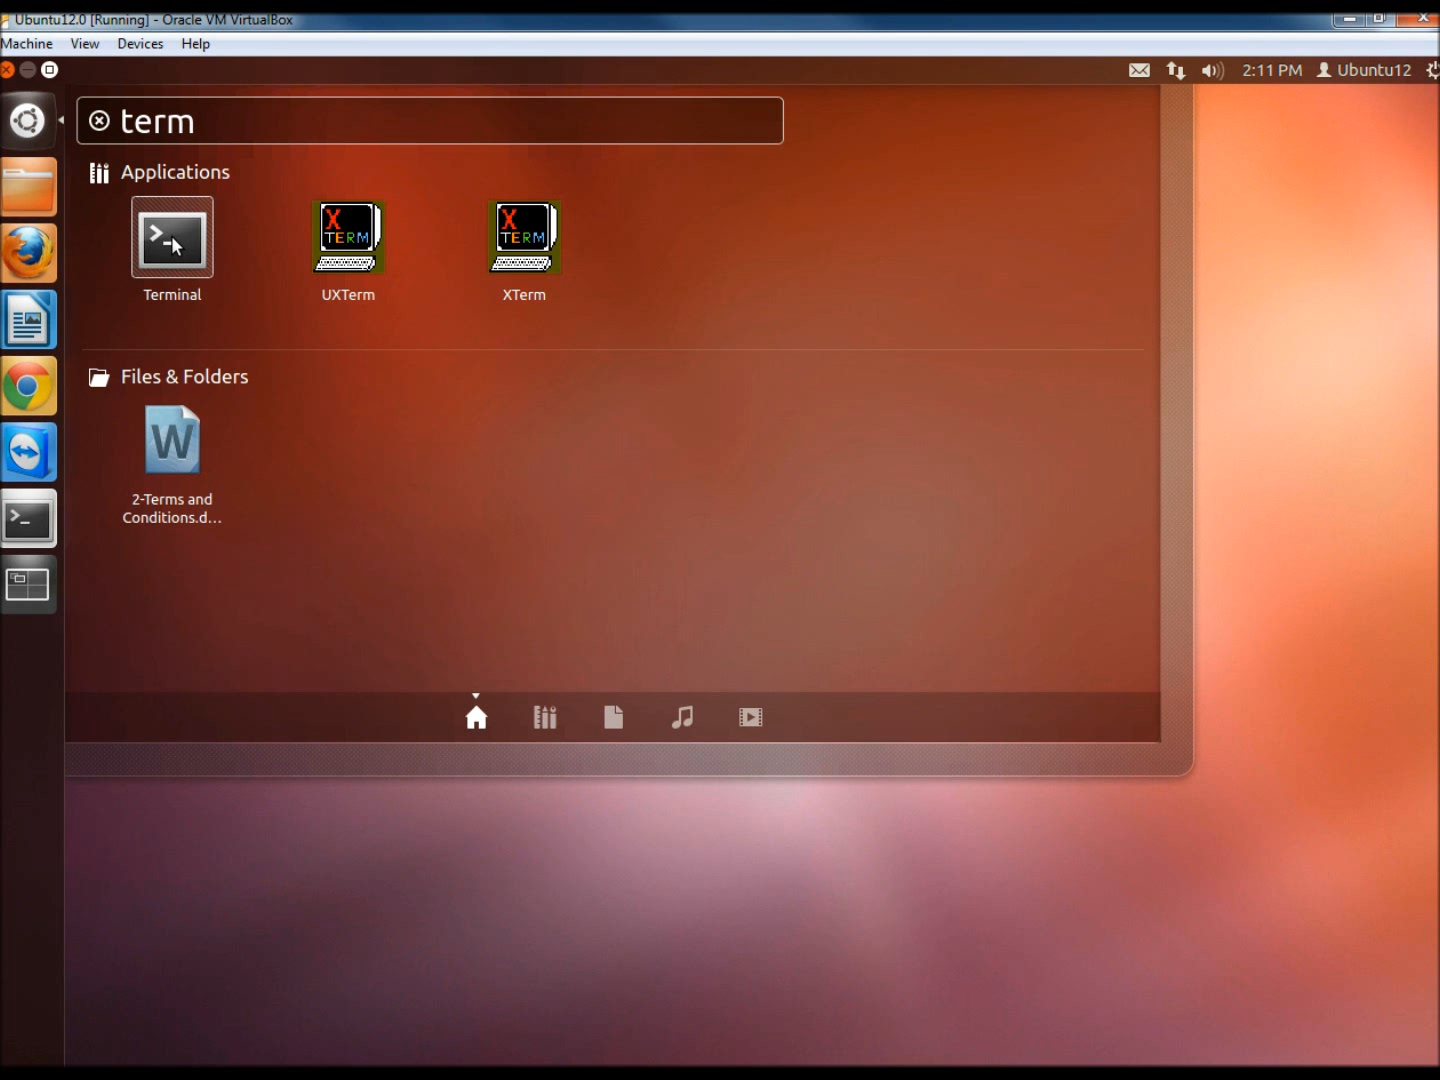 Ubuntu12.0 [Running] - Oracle VM VirtualBox
Machine View Devices Help
2:11 PM Ubuntu12
term
Applications
>_
X TERM
X TERM
Terminal
UXTerm
XTerm
Files & Folders
W
2-Terms and
Conditions.d...
>_